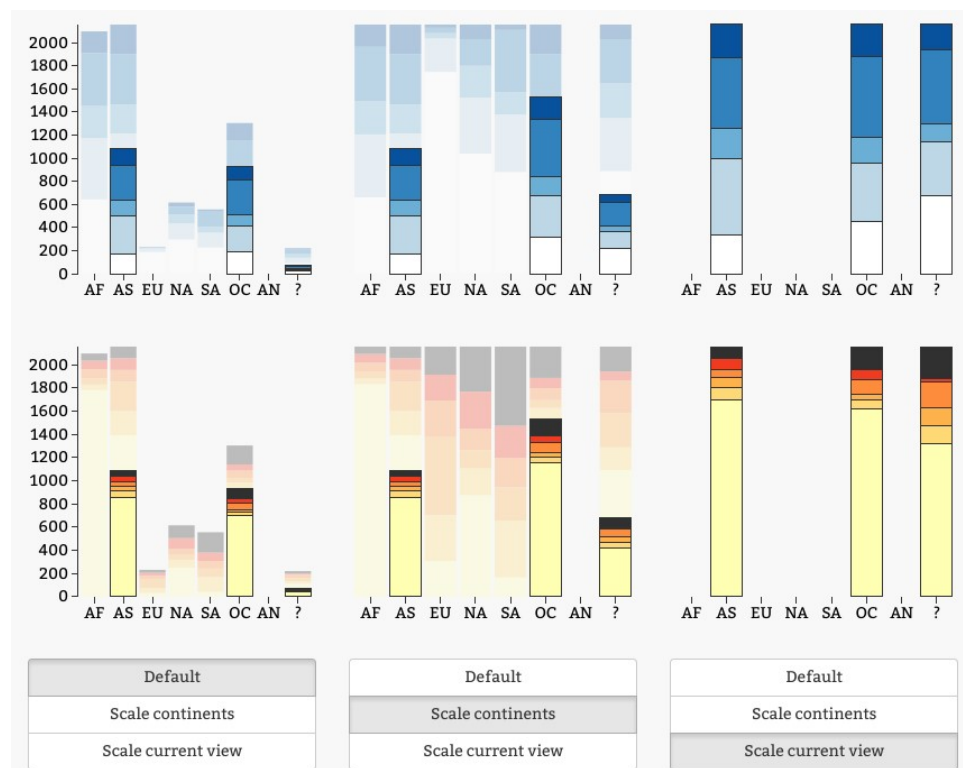 2000
1800
1600
1400
1200
1000
800
600
400
200
0
AF AS EU NA SA OC AN ?
AF AS EU NA SA OC AN ?
AF AS EU NA SA OC AN ?
2000
1800
1600
1400
1200
1000
800
600
400
200
0
AF AS EU NA SA OC AN ?
AF AS EU NA SA OC AN ?
AF AS EU NA SA OC AN ?
Default
Scale continents
Scale current view
Default
Scale continents
Scale current view
Default
Scale continents
Scale current view